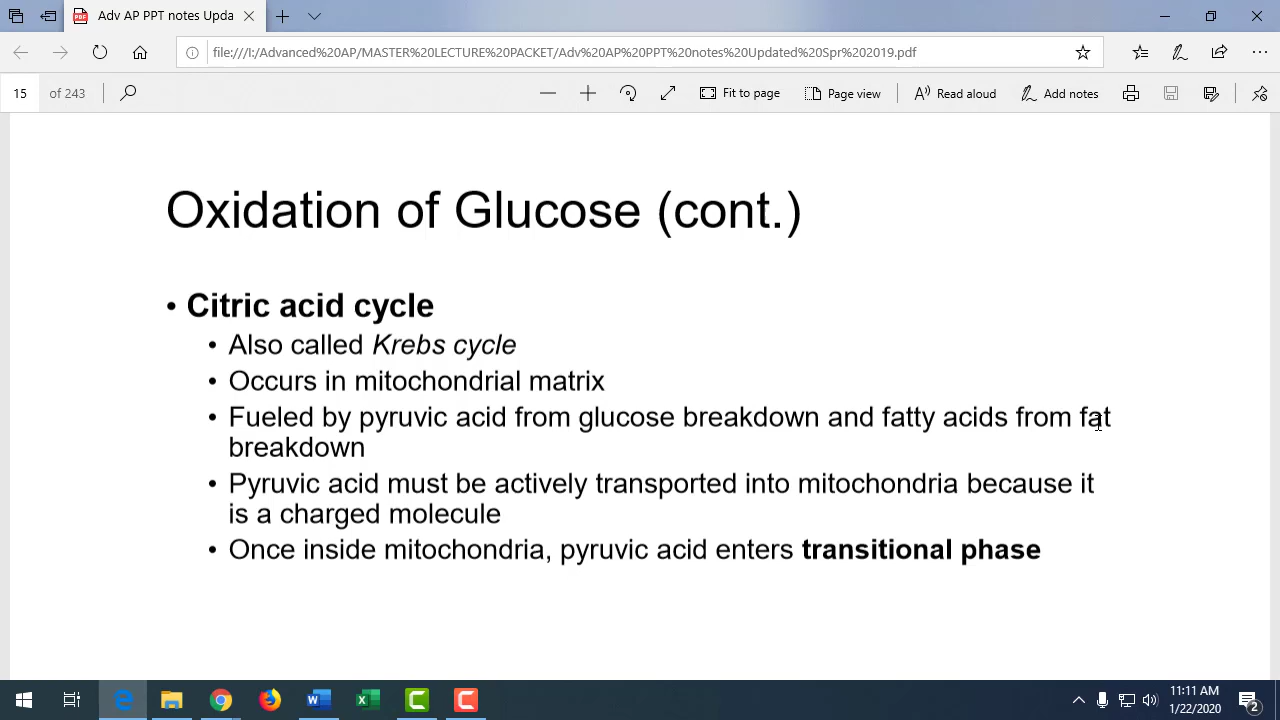 Adv AP PPT notes Updat
file:///I:/Advanced%20AP/MASTER%20LECTURE%20PACKET/Adv%20AP%20PPT%20notes%20Updated%20Spr%202019.pdf
15 of 243 Fit to page Page view Read aloud Add notes
Oxidation of Glucose (cont.)
• Citric acid cycle
• Also called Krebs cycle
• Occurs in mitochondrial matrix
• Fueled by pyruvic acid from glucose breakdown and fatty acids from fat
breakdown
• Pyruvic acid must be actively transported into mitochondria because it
is a charged molecule
• Once inside mitochondria, pyruvic acid enters transitional phase
11:11 AM
1/22/2020
2